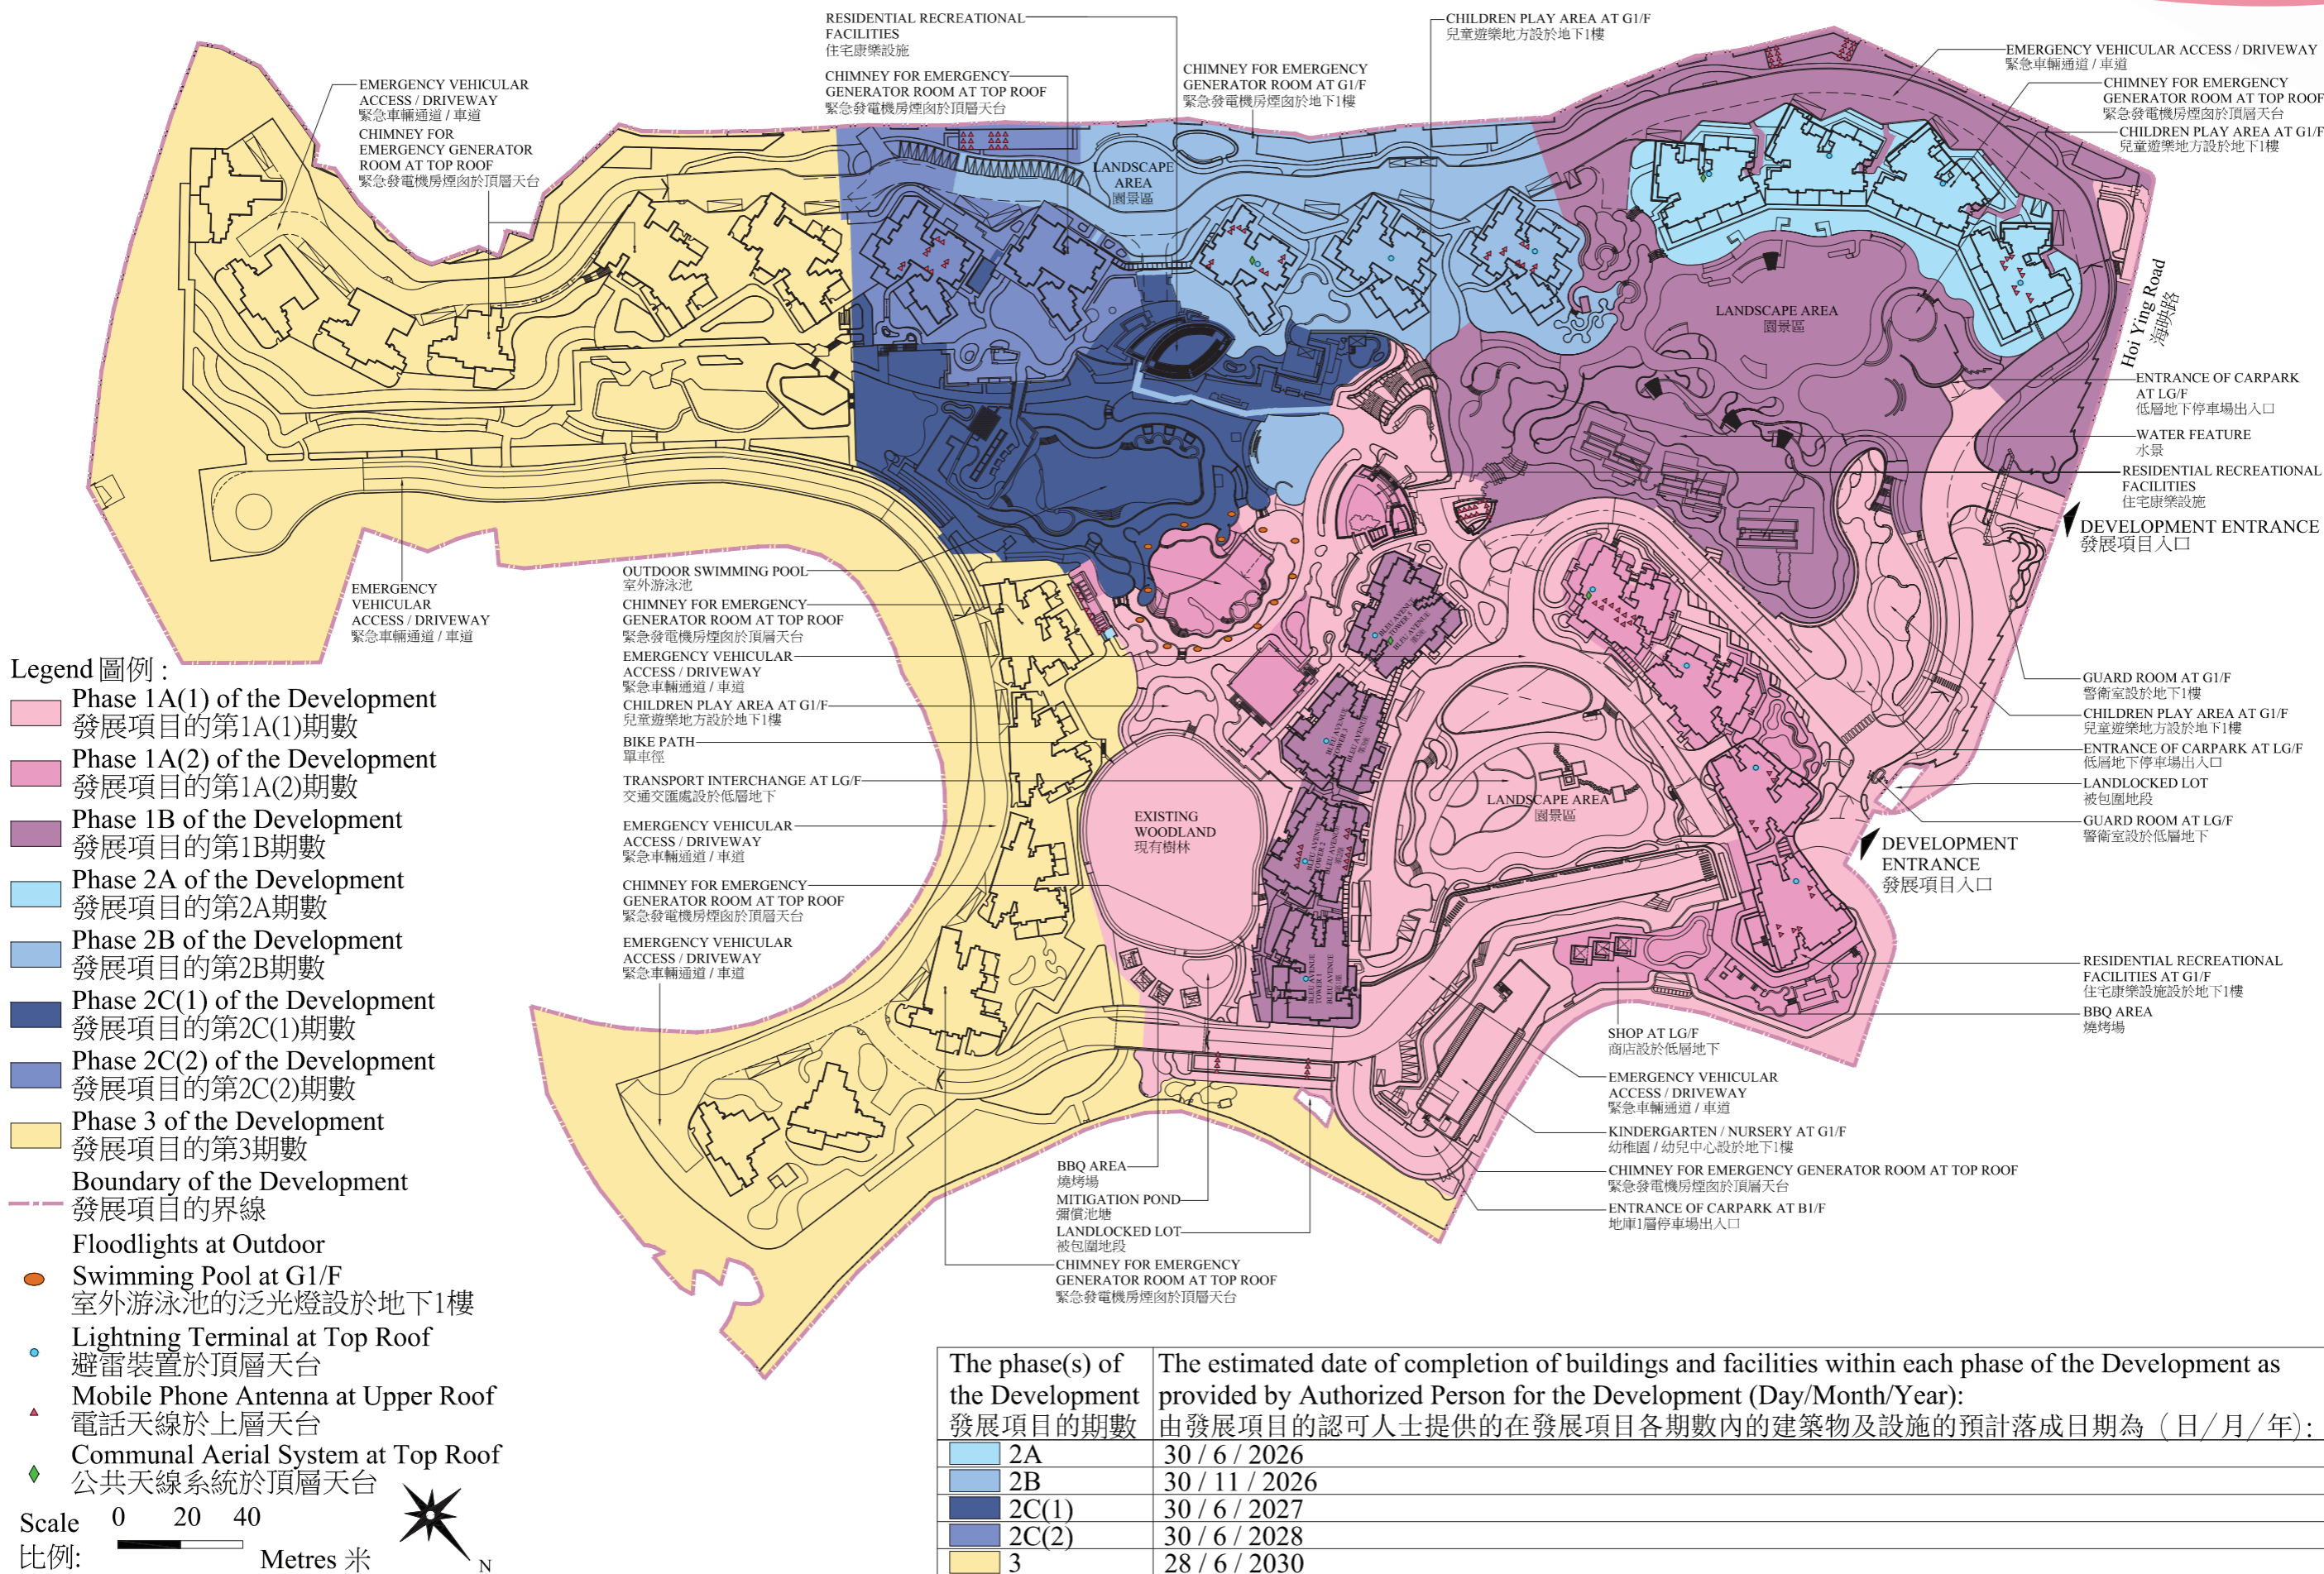 RESIDENTIAL RECREATIONAL
FACILITIES
住宅康樂設施
CHIMNEY FOR EMERGENCY
GENERATOR ROOM AT TOP ROOF
緊急發電機房煙囪於頂層天台
CHIMNEY FOR EMERGENCY
GENERATOR ROOM AT G1/F
緊急發電機房煙囪於地下1樓
CHILDREN PLAY AREA AT G1/F
兒童遊樂地方設於地下1樓
EMERGENCY VEHICULAR ACCESS / DRIVEWAY
緊急車輛通道 / 車道
CHIMNEY FOR EMERGENCY
GENERATOR ROOM AT TOP ROOF
緊急發電機房煙囪於頂層天台
CHILDREN PLAY AREA AT G1/F
兒童遊樂地方設於地下1樓
EMERGENCY VEHICULAR
ACCESS / DRIVEWAY
緊急車輛通道 / 車道
CHIMNEY FOR
EMERGENCY GENERATOR
ROOM AT TOP ROOF
緊急發電機房煙囪於頂層天台
LANDSCAPE
AREA
園景區
LANDSCAPE AREA
園景區
Hoi Ying Road
海映路
ENTRANCE OF CARPARK
AT LG/F
低層地下停車場出入口
WATER FEATURE
水景
RESIDENTIAL RECREATIONAL
FACILITIES
住宅康樂設施
DEVELOPMENT ENTRANCE
發展項目入口
EMERGENCY
VEHICULAR
ACCESS / DRIVEWAY
緊急車輛通道 / 車道
OUTDOOR SWIMMING POOL
室外游泳池
CHIMNEY FOR EMERGENCY
GENERATOR ROOM AT TOP ROOF
緊急發電機房煙囪於頂層天台
EMERGENCY VEHICULAR
ACCESS / DRIVEWAY
緊急車輛通道 / 車道
CHILDREN PLAY AREA AT G1/F
兒童遊樂地方設於地下1樓
BIKE PATH
單車徑
TRANSPORT INTERCHANGE AT LG/F
交通交匯處設於低層地下
EMERGENCY VEHICULAR
ACCESS / DRIVEWAY
緊急車輛通道 / 車道
CHIMNEY FOR EMERGENCY
GENERATOR ROOM AT TOP ROOF
緊急發電機房煙囪於頂層天台
EMERGENCY VEHICULAR
ACCESS / DRIVEWAY
緊急車輛通道 / 車道
BLEU AVENUE
TOWER 5
BLEU AVENUE
第5座
BLEU AVENUE
TOWER 3
BLEU AVENUE
第3座
BLEU AVENUE
TOWER 2
BLEU AVENUE
第2座
BLEU AVENUE
TOWER 1
BLEU AVENUE
第1座
EXISTING
WOODLAND
現有樹林
LANDSCAPE AREA
園景區
GUARD ROOM AT G1/F
警衛室設於地下1樓
CHILDREN PLAY AREA AT G1/F
兒童遊樂地方設於地下1樓
ENTRANCE OF CARPARK AT LG/F
低層地下停車場出入口
LANDLOCKED LOT
被包圍地段
GUARD ROOM AT LG/F
警衛室設於低層地下
DEVELOPMENT
ENTRANCE
發展項目入口
RESIDENTIAL RECREATIONAL
FACILITIES AT G1/F
住宅康樂設施設於地下1樓
BBQ AREA
燒烤場
SHOP AT LG/F
商店設於低層地下
EMERGENCY VEHICULAR
ACCESS / DRIVEWAY
緊急車輛通道 / 車道
KINDERGARTEN / NURSERY AT G1/F
幼稚園 / 幼兒中心設於地下1樓
CHIMNEY FOR EMERGENCY GENERATOR ROOM AT TOP ROOF
緊急發電機房煙囪於頂層天台
ENTRANCE OF CARPARK AT B1/F
地庫1層停車場出入口
BBQ AREA
燒烤場
MITIGATION POND
彌償池塘
LANDLOCKED LOT
被包圍地段
CHIMNEY FOR EMERGENCY
GENERATOR ROOM AT TOP ROOF
緊急發電機房煙囪於頂層天台
Legend 圖例 :
Phase 1A(1) of the Development
發展項目的第1A(1)期數
Phase 1A(2) of the Development
發展項目的第1A(2)期數
Phase 1B of the Development
發展項目的第1B期數
Phase 2A of the Development
發展項目的第2A期數
Phase 2B of the Development
發展項目的第2B期數
Phase 2C(1) of the Development
發展項目的第2C(1)期數
Phase 2C(2) of the Development
發展項目的第2C(2)期數
Phase 3 of the Development
發展項目的第3期數
Boundary of the Development
發展項目的界線
Floodlights at Outdoor
Swimming Pool at G1/F
室外游泳池的泛光燈設於地下1樓
Lightning Terminal at Top Roof
避雷裝置於頂層天台
Mobile Phone Antenna at Upper Roof
電話天線於上層天台
Communal Aerial System at Top Roof
公共天線系統於頂層天台
Scale 0 20 40
比例: Metres 米
N
The phase(s) of
the Development
發展項目的期數
The estimated date of completion of buildings and facilities within each phase of the Development as
provided by Authorized Person for the Development (Day/Month/Year):
由發展項目的認可人士提供的在發展項目各期數內的建築物及設施的預計落成日期為（日/月/年）:
2A 30 / 6 / 2026
2B 30 / 11 / 2026
2C(1) 30 / 6 / 2027
2C(2) 30 / 6 / 2028
3 28 / 6 / 2030